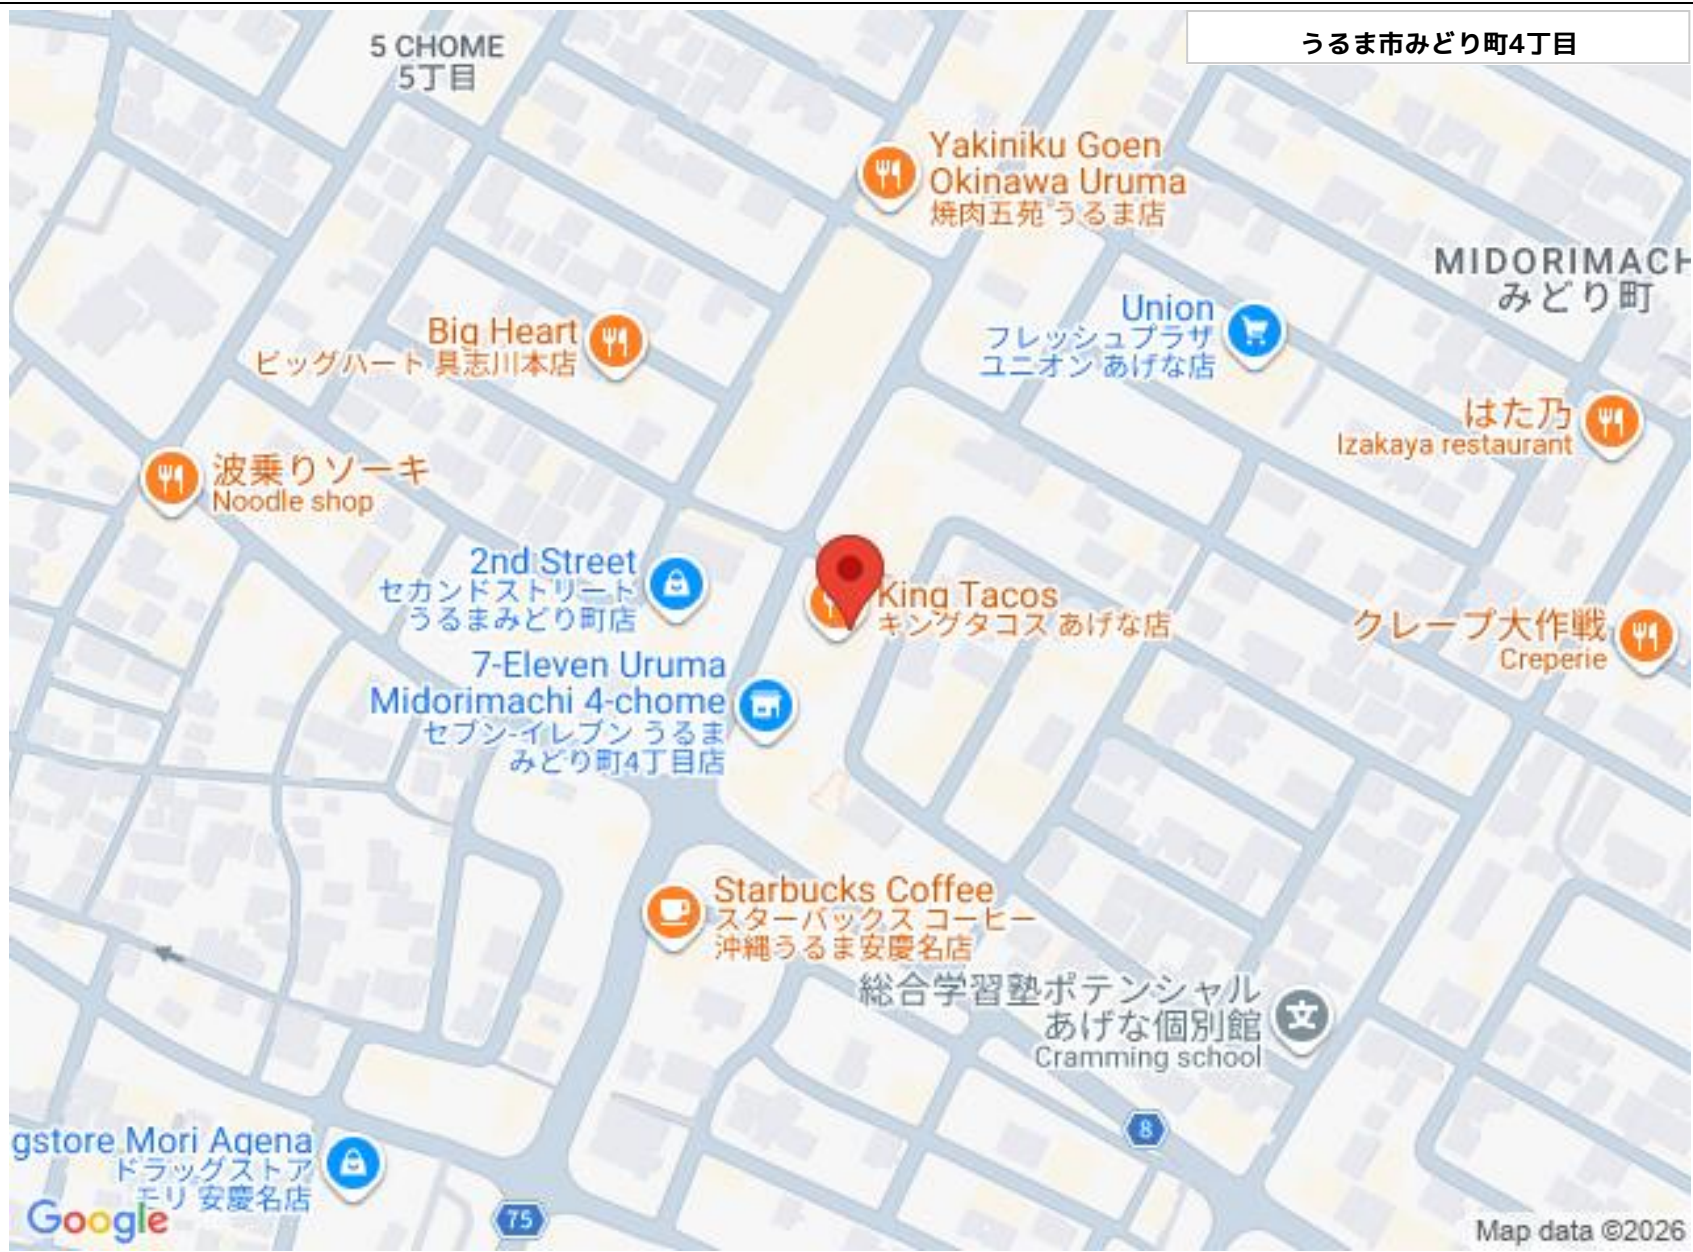 うるま市みどり町4丁目
5 CHOME
5丁目
Yakiniku Goen
Okinawa Uruma
焼肉五苑 うるま店
MIDORIMACH
みどり町
Union
フレッシュプラザ
ユニオン あげな店
Big Heart
ビッグハート 具志川本店
はた乃
Izakaya restaurant
波乗りソーキ
Noodle shop
2nd Street
セカンドストリート
うるまみどり町店
King Tacos
キングタコス あげな店
クレープ大作戦
Creperie
7-Eleven Uruma
Midorimachi 4-chome
セブン-イレブン うるま
みどり町4丁目店
Starbucks Coffee
スターバックス コーヒー
沖縄うるま安慶名店
総合学習塾ポテンシャル
あげな個別館
Cramming school
文
8
gstore Mori Agena
ドラッグストア
モリ 安慶名店
75
Google
Map data ©2026